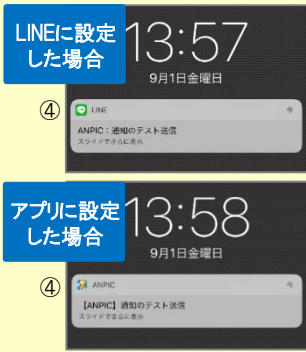 LINEに設定
した場合
13:57
9月1日金曜日
④
LINE
今
ANPIC：通知のテスト送信
スライドでさらに表示
アプリに設定
した場合
13:58
9月1日金曜日
④
ANPIC
今
【ANPIC】通知のテスト送信
スライドでさらに表示